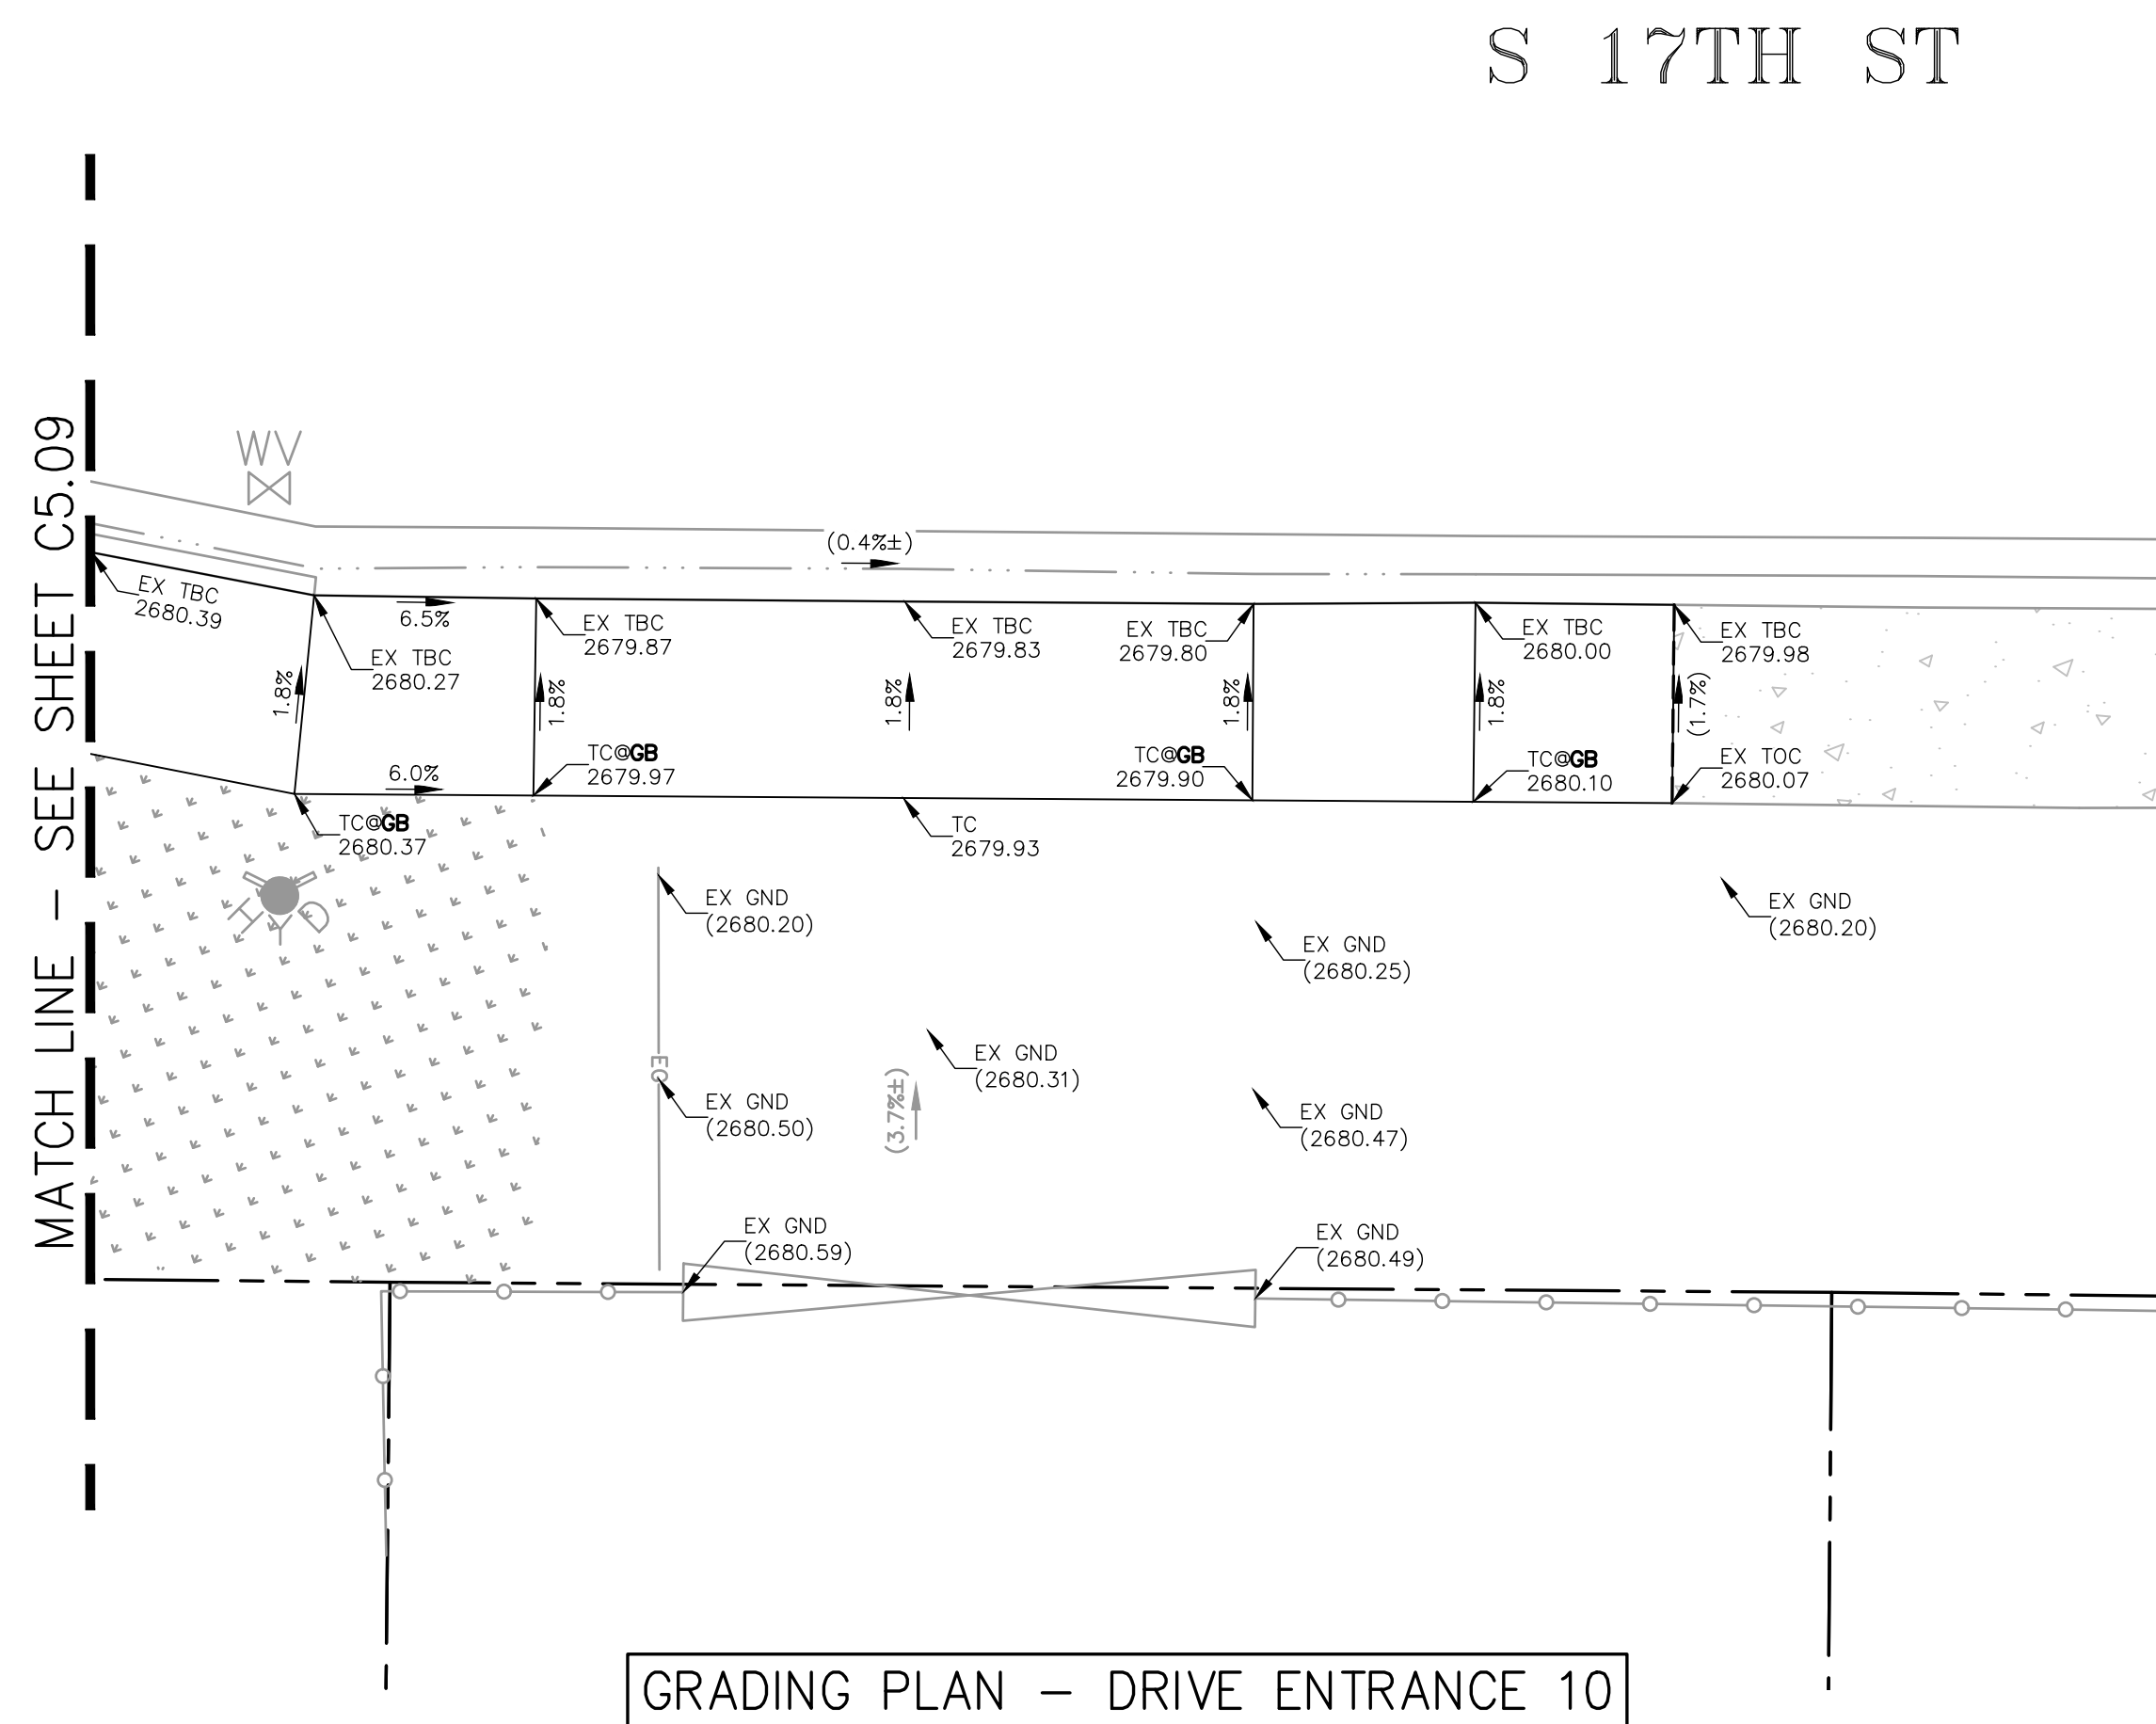 S 17TH ST
MATCH LINE - SEE SHEET C5.09
WV
(0.4%±)
EX TBC
2680.39
6.5%
EX TBC
2680.27
EX TBC
2679.87
EX TBC
2679.83
EX TBC
2679.80
EX TBC
2680.00
EX TBC
2679.98
1.8%
1.8%
1.8%
1.8%
1.8%
(1.7%)
6.0%
TC@GB
2680.37
TC@GB
2679.97
TC
2679.93
TC@GB
2679.90
TC@GB
2680.10
EX TOC
2680.07
HYD
EX GND
(2680.20)
EX GND
(2680.25)
EX GND
(2680.20)
EG
EX GND
(2680.31)
EX GND
(2680.50)
(3.7%±)
EX GND
(2680.47)
EX GND
(2680.59)
EX GND
(2680.49)
GRADING PLAN - DRIVE ENTRANCE 10